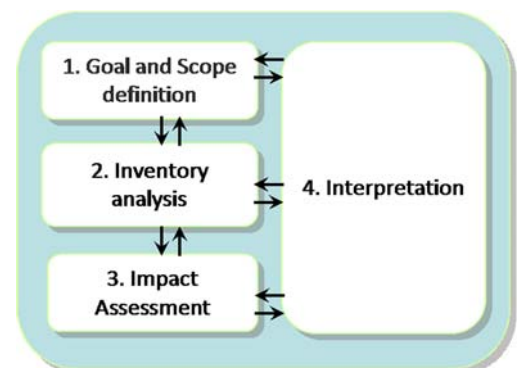 1. Goal and Scope
definition
2. Inventory
analysis
3. Impact
Assessment
4. Interpretation